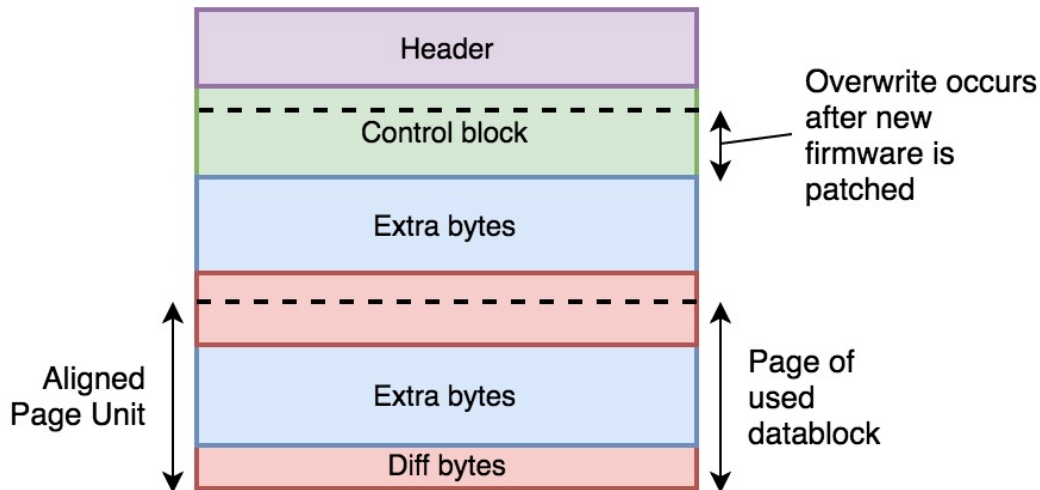 Header
Overwrite occurs
after new
firmware is
patched
Control block
Extra bytes
Aligned
Page Unit
Extra bytes
Page of
used
datablock
Diff bytes